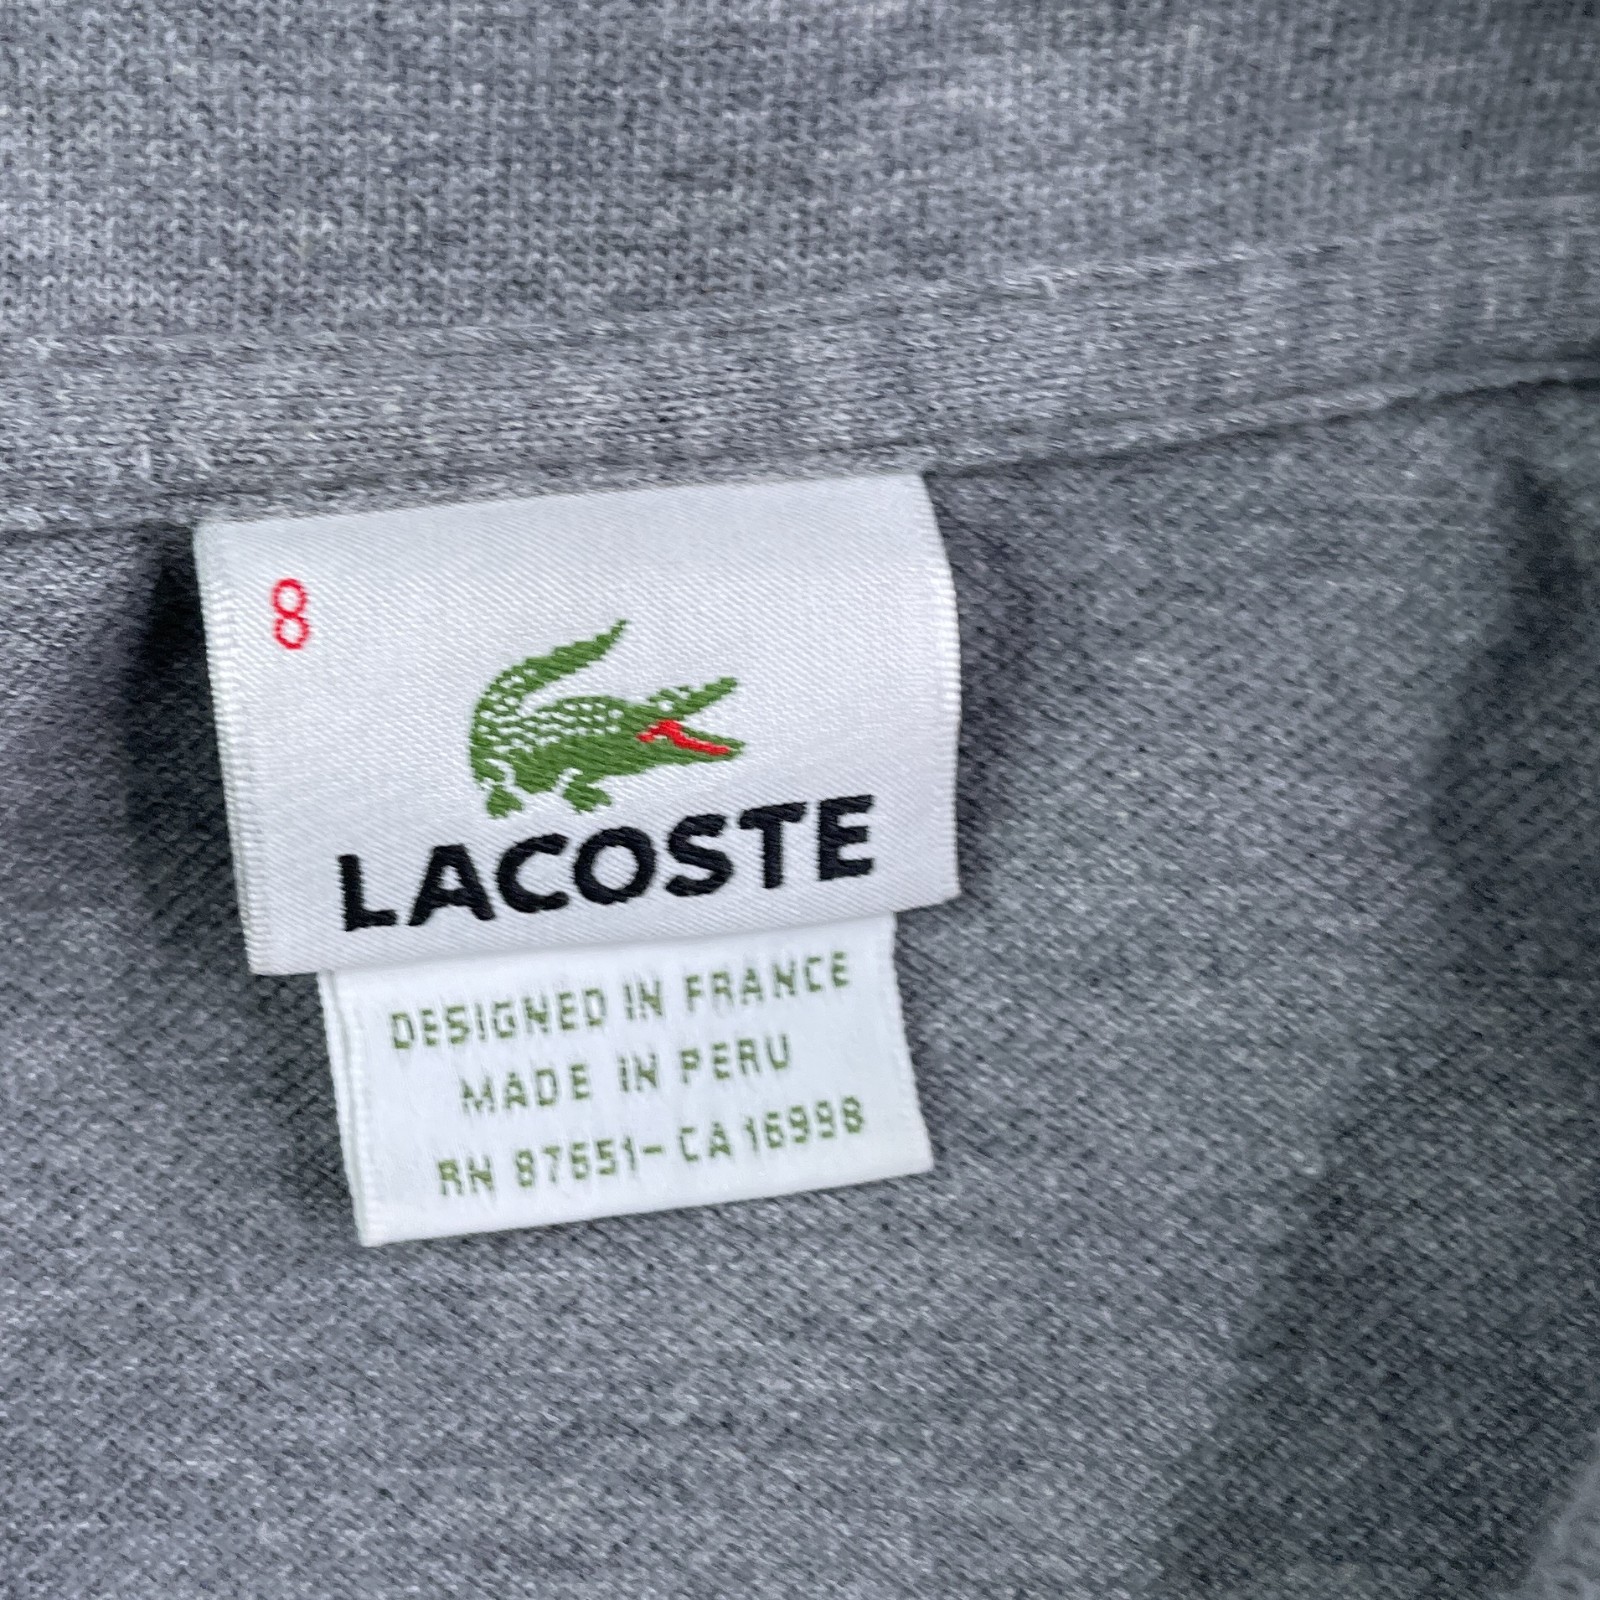 8
LACOSTE
DESIGNED IN FRANCE
MADE IN PERU
RN 87651-CA 16998